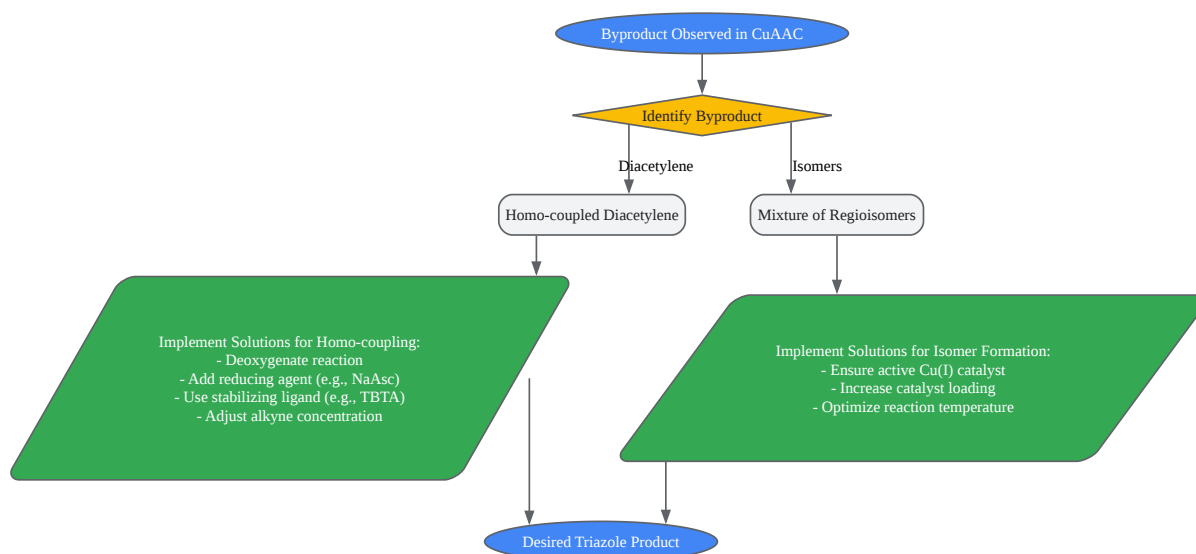 Byproduct Observed in CuAAC
Identify Byproduct
Diacetylene
Isomers
Homo-coupled Diacetylene
Mixture of Regioisomers
Implement Solutions for Homo-coupling:
- Deoxygenate reaction
- Add reducing agent (e.g., NaAsc)
- Use stabilizing ligand (e.g., TBTA)
- Adjust alkyne concentration
Implement Solutions for Isomer Formation:
- Ensure active Cu(I) catalyst
- Increase catalyst loading
- Optimize reaction temperature
Desired Triazole Product